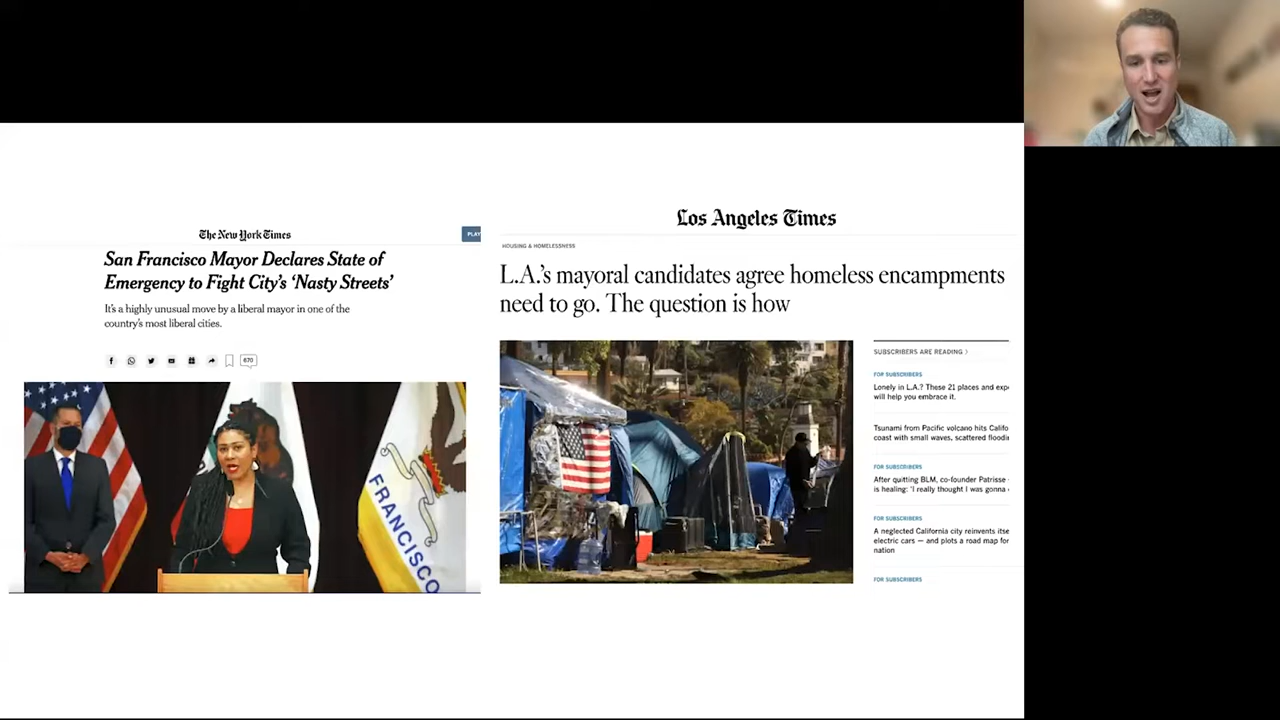 The New York Times
PLAY
San Francisco Mayor Declares State of
Emergency to Fight City's 'Nasty Streets'
It's a highly unusual move by a liberal mayor in one of the
country's most liberal cities.
670
FRANCISCO
Los Angeles Times
HOUSING & HOMELESSNESS
L.A.'s mayoral candidates agree homeless encampments
need to go. The question is how
SUBSCRIBERS ARE READING
FOR SUBSCRIBERS
Lonely in L.A.? These 21 places and exp
will help you embrace it.
Tsunami from Pacific volcano hits Califo
coast with small waves, scattered floodi
FOR SUBSCRIBERS
After quitting BLM, co-founder Patrisse
is healing: 'I really thought I was gonna
FOR SUBSCRIBERS
A neglected California city reinvents itse
electric cars — and plots a road map for
nation
FOR SUBSCRIBERS